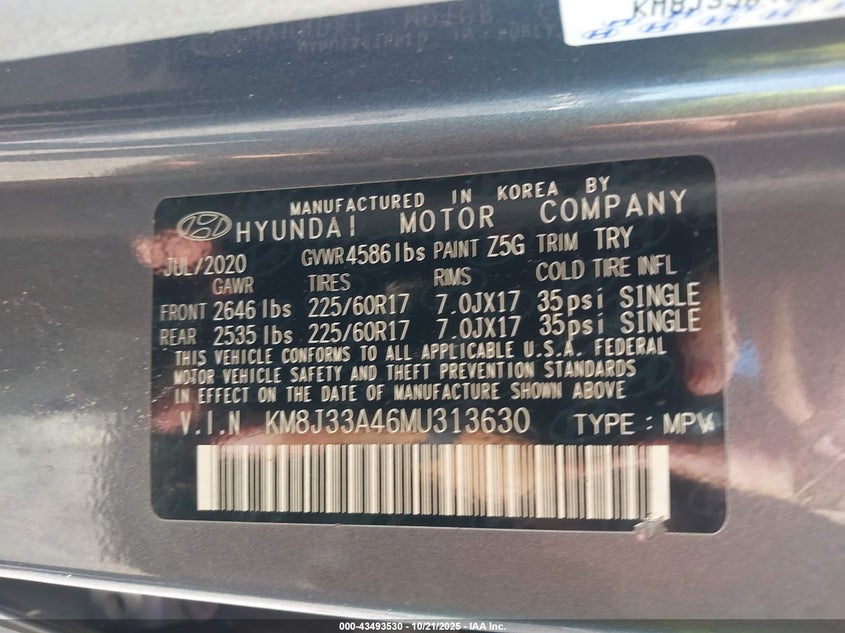 KM8J33A4
MANUFACTURED IN KOREA BY
HYUNDAI MOTOR COMPANY
JUL/2020 GVWR 4586 lbs PAINT Z5G TRIM TRY
GAWR TIRES RIMS COLD TIRE INFL
FRONT 2646 lbs 225/60R17 7.0JX17 35psi SINGLE
REAR 2535 lbs 225/60R17 7.0JX17 35psi SINGLE
THIS VEHICLE CONFORMS TO ALL APPLICABLE U.S.A. FEDERAL
MOTOR VEHICLE SAFETY AND THEFT PREVENTION STANDARDS
IN EFFECT ON THE DATE OF MANUFACTURE SHOWN ABOVE
V.I.N KM8J33A46MU313630 TYPE : MPV
000-43493530 - 10/21/2025 - IAA Inc.